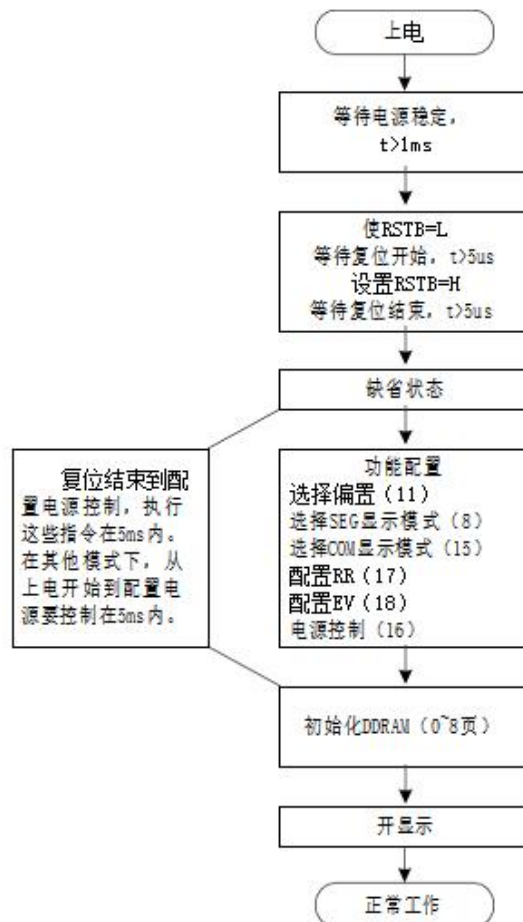 上电
等待电源稳定,
t>1ms
使RSTB=L
等待复位开始, t>5us
设置RSTB=H
等待复位结束, t>5us
缺省状态
复位结束到配
置电源控制, 执行
这些指令在5ms内。
在其他模式下, 从
上电开始到配置电
源要控制在5ms内。
功能配置
选择偏置（11）
选择SEG显示模式（8）
选择COM显示模式（15）
配置RR（17）
配置EV（18）
电源控制（16）
初始化DDRAM（0~8页）
开显示
正常工作